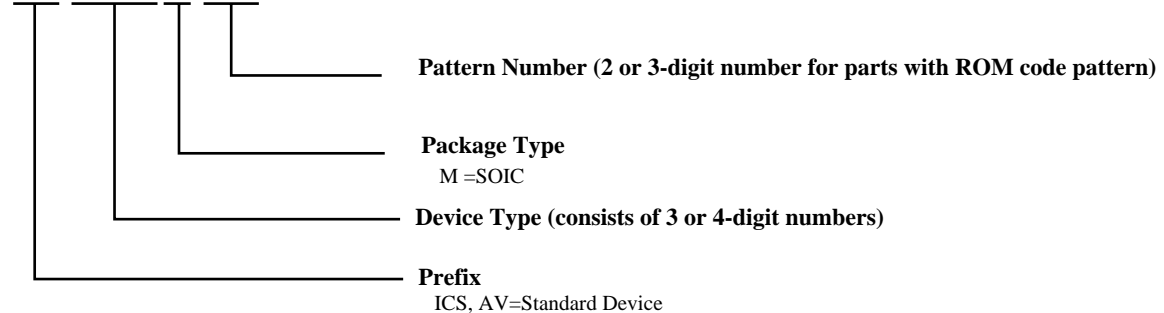 Pattern Number (2 or 3-digit number for parts with ROM code pattern)
Package Type
M =SOIC
Device Type (consists of 3 or 4-digit numbers)
Prefix
ICS, AV=Standard Device